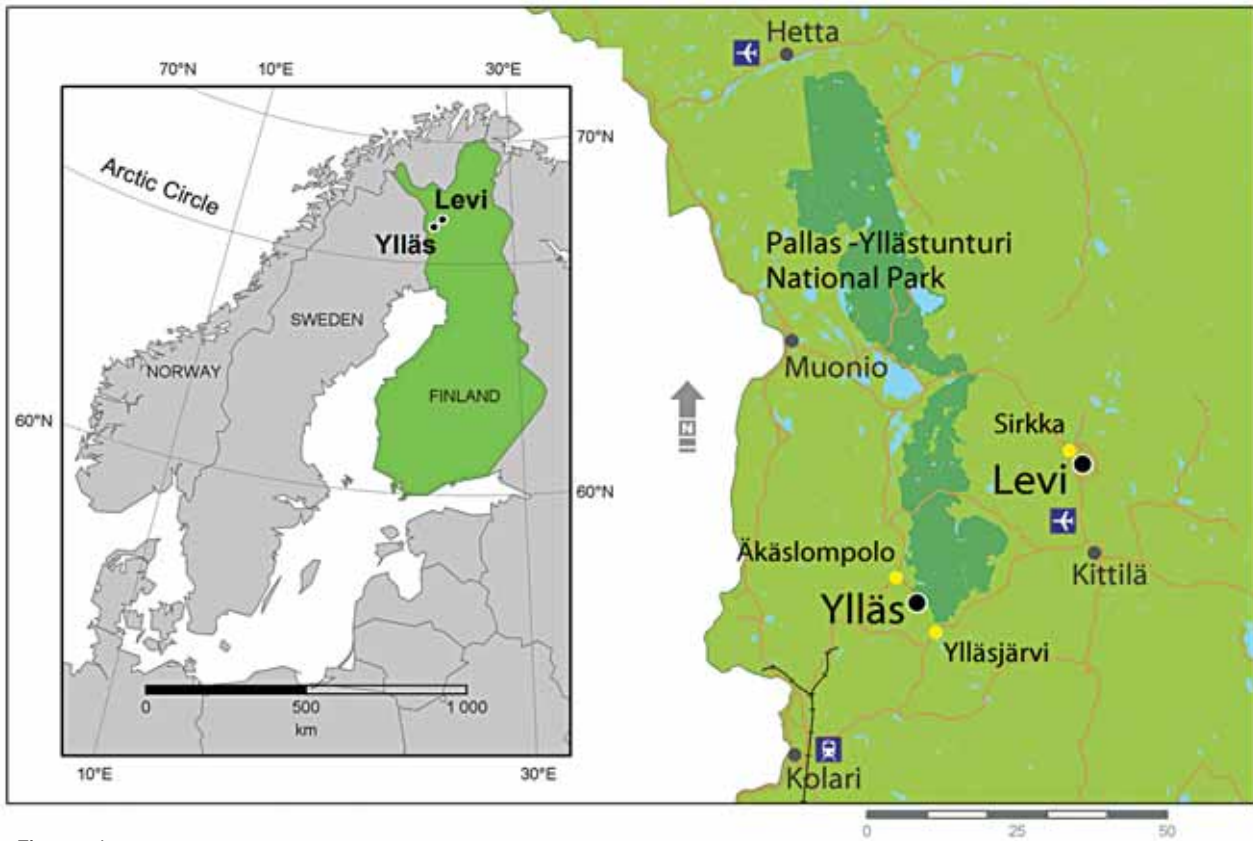 70°N
10°E
30°E
Arctic Circle
70°N
Levi
Ylläs
SWEDEN
NORWAY
FINLAND
60°N
60°N
0
500
1 000
km
10°E
30°E
Hetta
Pallas -Yllästunturi
National Park
Muonio
N
Sirkka
Levi
Äkäslompolo
Kittilä
Ylläs
Ylläsjärvi
Kolari
0
25
50